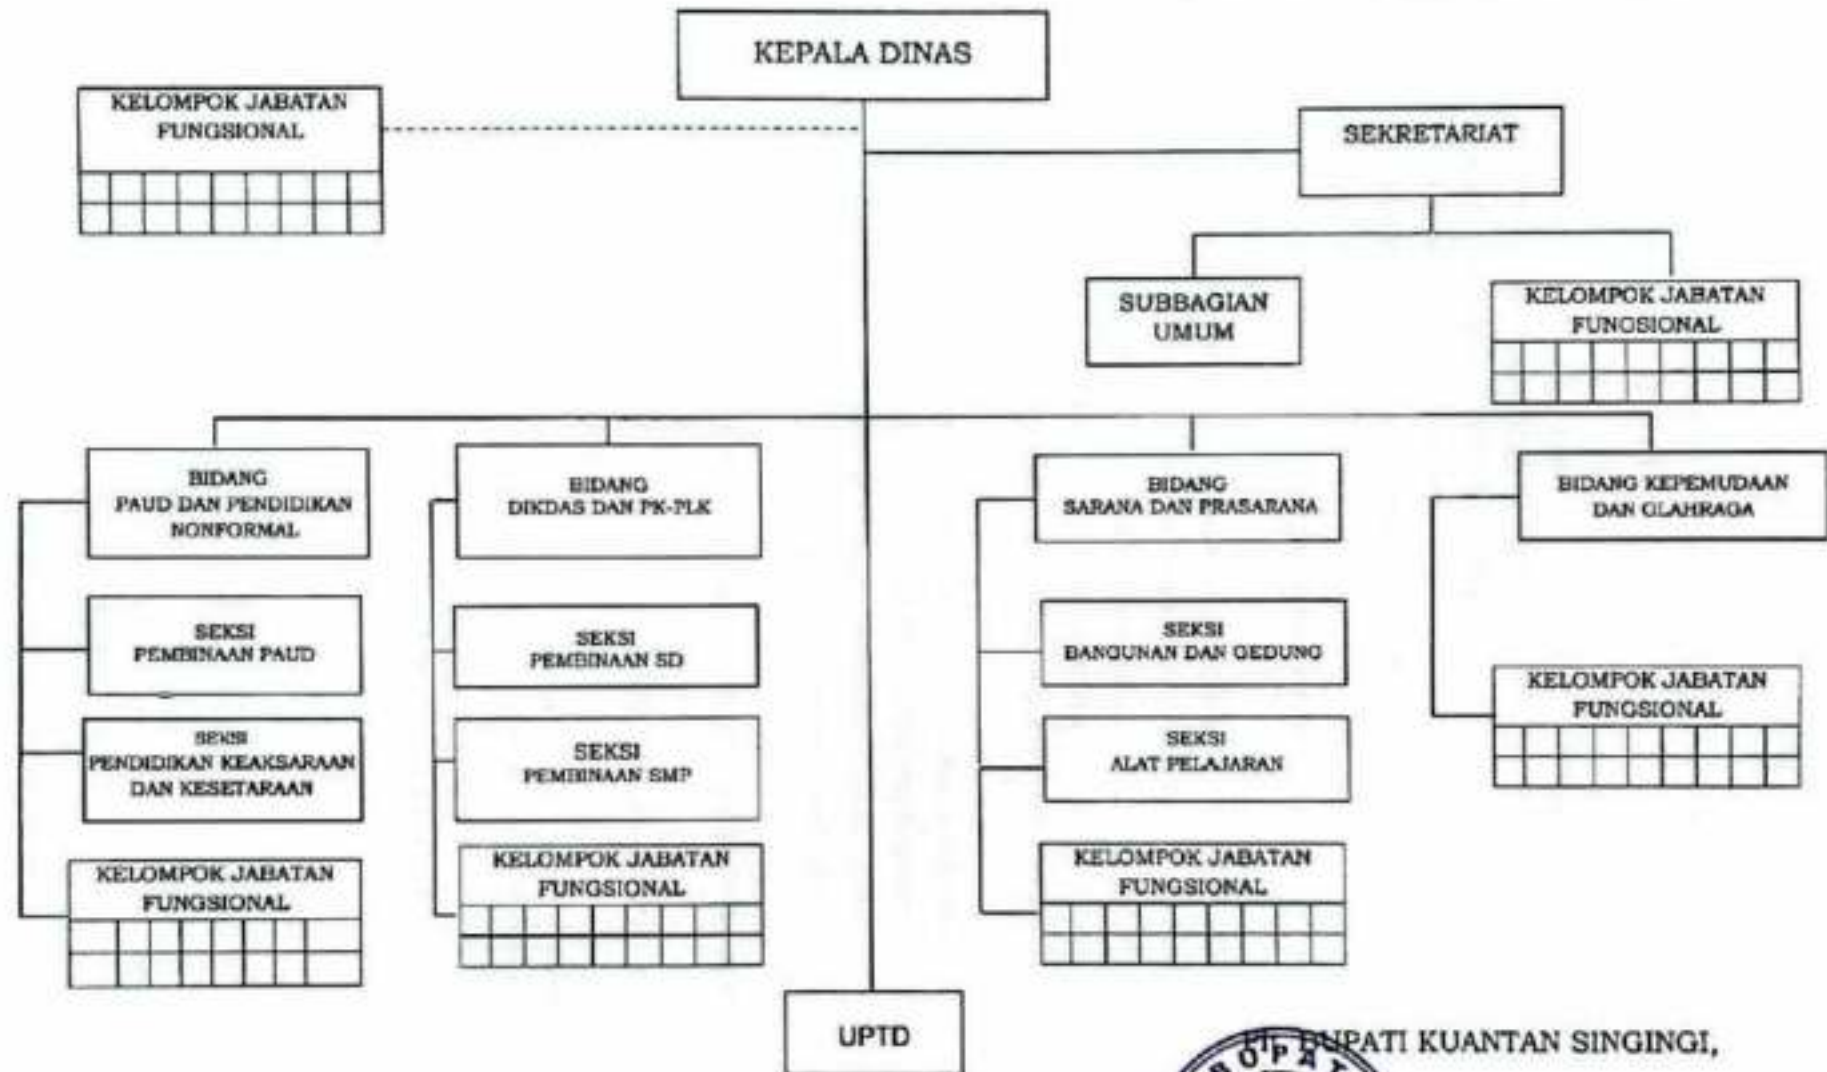 KEPALA DINAS
KELOMPOK JABATAN
FUNGSIONAL
SEKRETARIAT
SUBBAGIAN
UMUM
KELOMPOK JABATAN
FUNGSIONAL
BIDANG
PAUD DAN PENDIDIKAN
NONFORMAL
BIDANG
DIKDAS DAN PK-PLK
BIDANG
SARANA DAN PRASARANA
BIDANG KEPEMUDAAN
DAN OLAHRAGA
SEKSI
PEMBINAAN PAUD
SEKSI
PEMBINAAN SD
SEKSI
BANGUNAN DAN GEDUNG
KELOMPOK JABATAN
FUNGSIONAL
SEKSI
PENDIDIKAN KEAKSARAAN
DAN KESETARAAN
SEKSI
PEMBINAAN SMP
SEKSI
ALAT PELAJARAN
KELOMPOK JABATAN
FUNGSIONAL
KELOMPOK JABATAN
FUNGSIONAL
KELOMPOK JABATAN
FUNGSIONAL
UPTD
BUPATI KUANTAN SINGINGI,